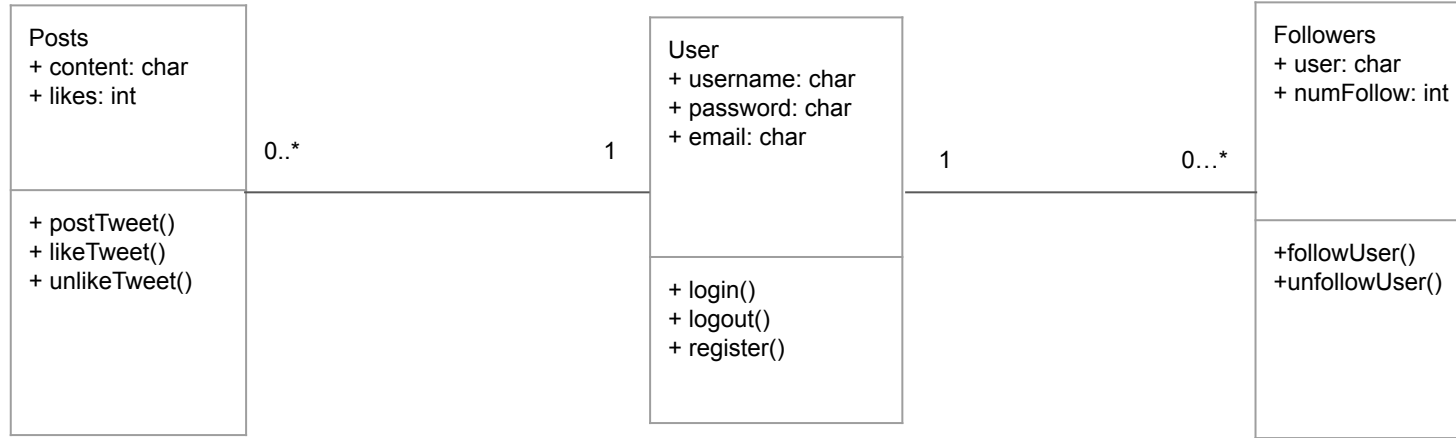 Posts
+ content: char
+ likes: int
0..*
1
+ postTweet()
+ likeTweet()
+ unlikeTweet()
User
+ username: char
+ password: char
+ email: char
+ login()
+ logout()
+ register()
1
0…*
Followers
+ user: char
+ numFollow: int
+followUser()
+unfollowUser()